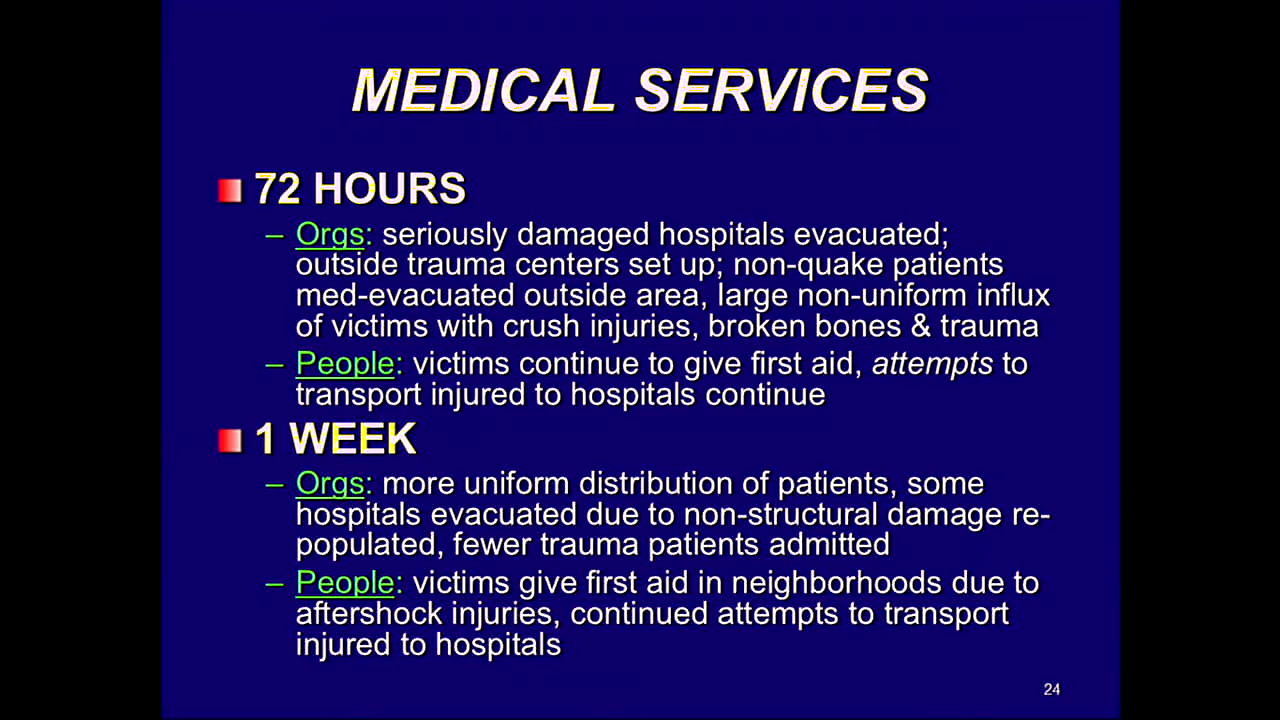 MEDICAL SERVICES
72 HOURS
– Orgs: seriously damaged hospitals evacuated;
outside trauma centers set up; non-quake patients
med-evacuated outside area, large non-uniform influx
of victims with crush injuries, broken bones & trauma
– People: victims continue to give first aid, attempts to
transport injured to hospitals continue
1 WEEK
– Orgs: more uniform distribution of patients, some
hospitals evacuated due to non-structural damage re-
populated, fewer trauma patients admitted
– People: victims give first aid in neighborhoods due to
aftershock injuries, continued attempts to transport
injured to hospitals
24